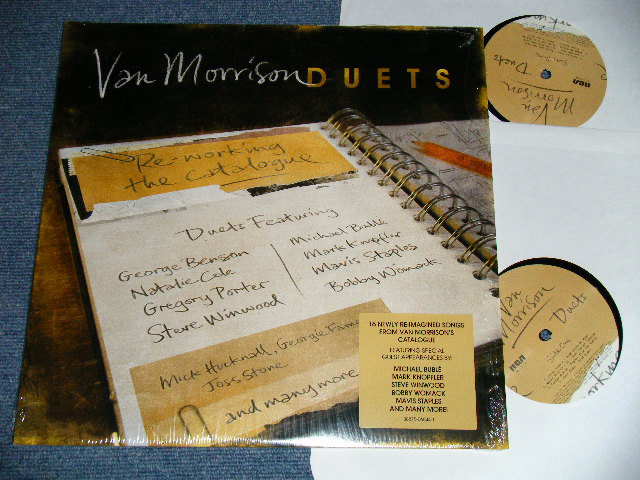 Van Morrison DUETS
Re-working
the catalogue
Duets Featuring
George Benson
Natalie Cole
Gregory Porter
Steve Winwood
Michael Bublé
Mark Knopfler
Mavis Staples
Bobby Womack
Mick Hucknall, Georgie Fame
Joss Stone
and many more
16 NEWLY RE-IMAGINED SONGS
FROM VAN MORRISON'S
CATALOGUE
FEATURING SPECIAL
GUEST APPEARANCES BY:
MICHAEL BUBLÉ
MARK KNOPFLER
STEVE WINWOOD
BOBBY WOMACK
MAVIS STAPLES
AND MANY MORE!
RCA
Van
Morrison
Duets
Van
Morrison
Duets
RCA